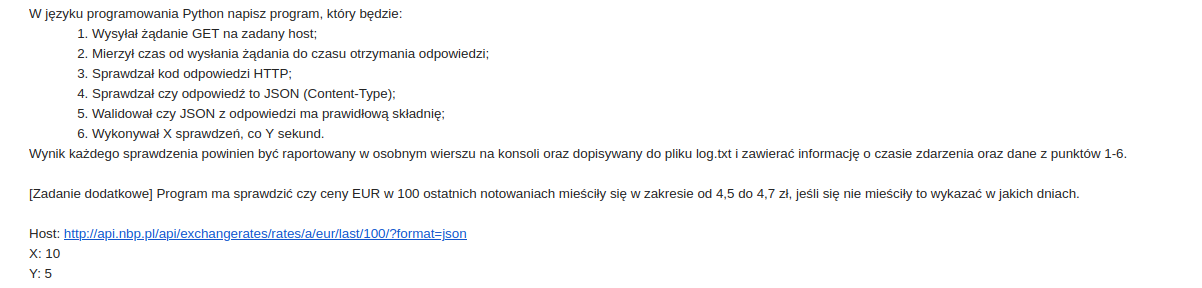 W języku programowania Python napisz program, który będzie:
1. Wysyłał żądanie GET na zadany host;
2. Mierzył czas od wysłania żądania do czasu otrzymania odpowiedzi;
3. Sprawdzał kod odpowiedzi HTTP;
4. Sprawdzał czy odpowiedź to JSON (Content-Type);
5. Walidował czy JSON z odpowiedzi ma prawidłową składnię;
6. Wykonywał X sprawdzeń, co Y sekund.
Wynik każdego sprawdzenia powinien być raportowany w osobnym wierszu na konsoli oraz dopisywany do pliku log.txt i zawierać informację o czasie zdarzenia oraz dane z punktów 1-6.
[Zadanie dodatkowe] Program ma sprawdzić czy ceny EUR w 100 ostatnich notowaniach mieściły się w zakresie od 4,5 do 4,7 zł, jeśli się nie mieściły to wykazać w jakich dniach.
Host: http://api.nbp.pl/api/exchangerates/rates/a/eur/last/100/?format=json
X: 10
Y: 5